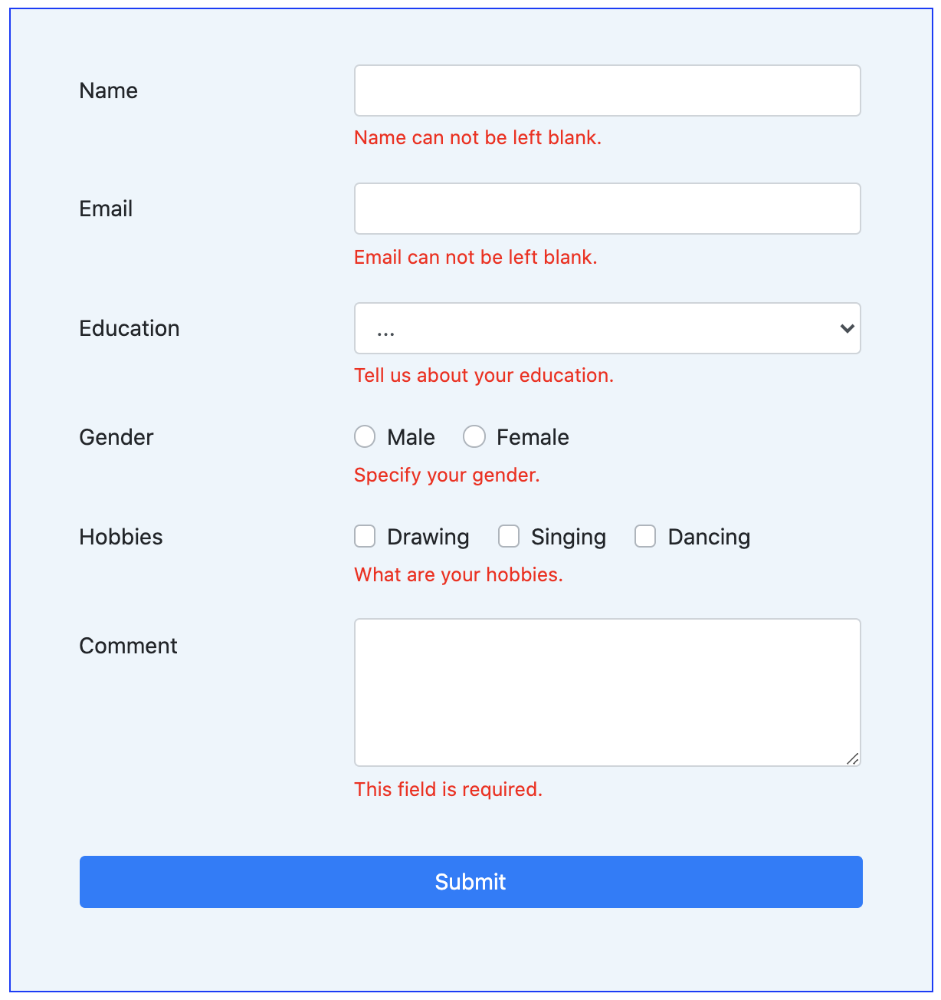 Name
Name can not be left blank.
Email
Email can not be left blank.
Education
...
Tell us about your education.
Gender
Male Female
Specify your gender.
Hobbies
Drawing Singing Dancing
What are your hobbies.
Comment
This field is required.
Submit